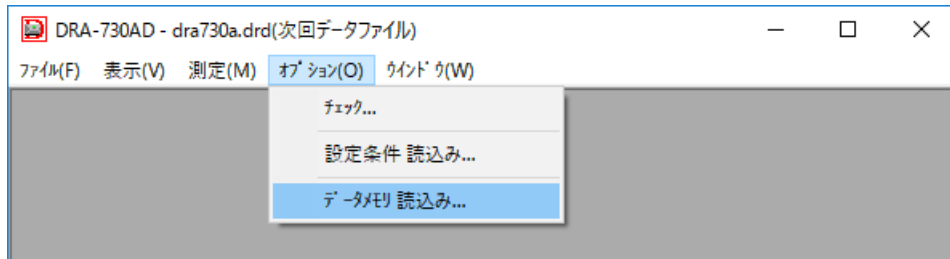 DRA-730AD - dra730a.drd(次回データファイル)
ﾌｧｲﾙ(F) 表示(V) 測定(M) ｵﾌﾟｼｮﾝ(O) ｳｲﾝﾄﾞｳ(W)
ﾁｪｯｸ...
設定条件 読込み...
ﾃﾞｰﾀﾒﾓﾘ 読込み...